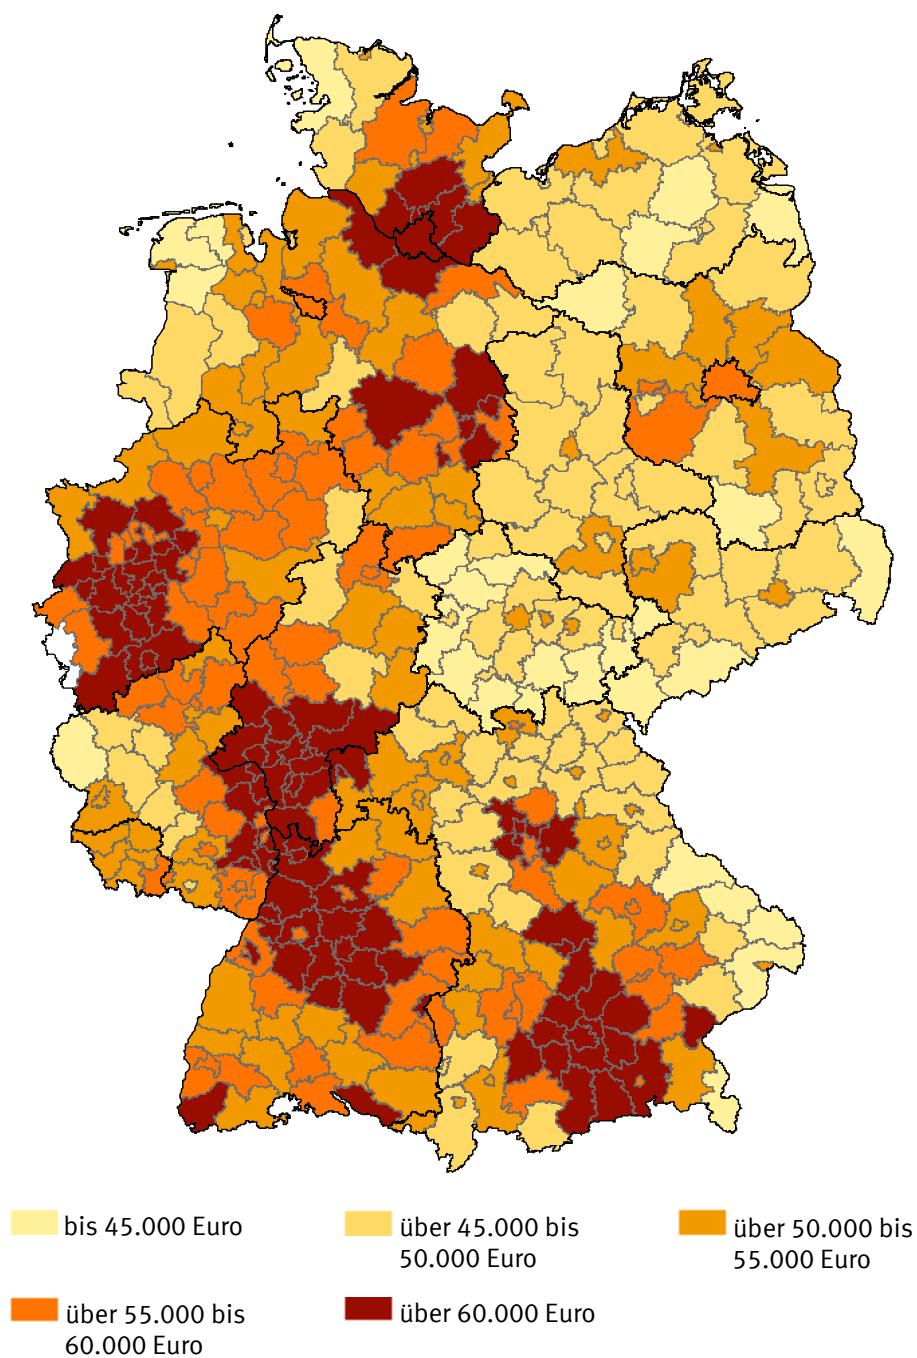 bis 45.000 Euro
über 45.000 bis
50.000 Euro
über 50.000 bis
55.000 Euro
über 55.000 bis
60.000 Euro
über 60.000 Euro